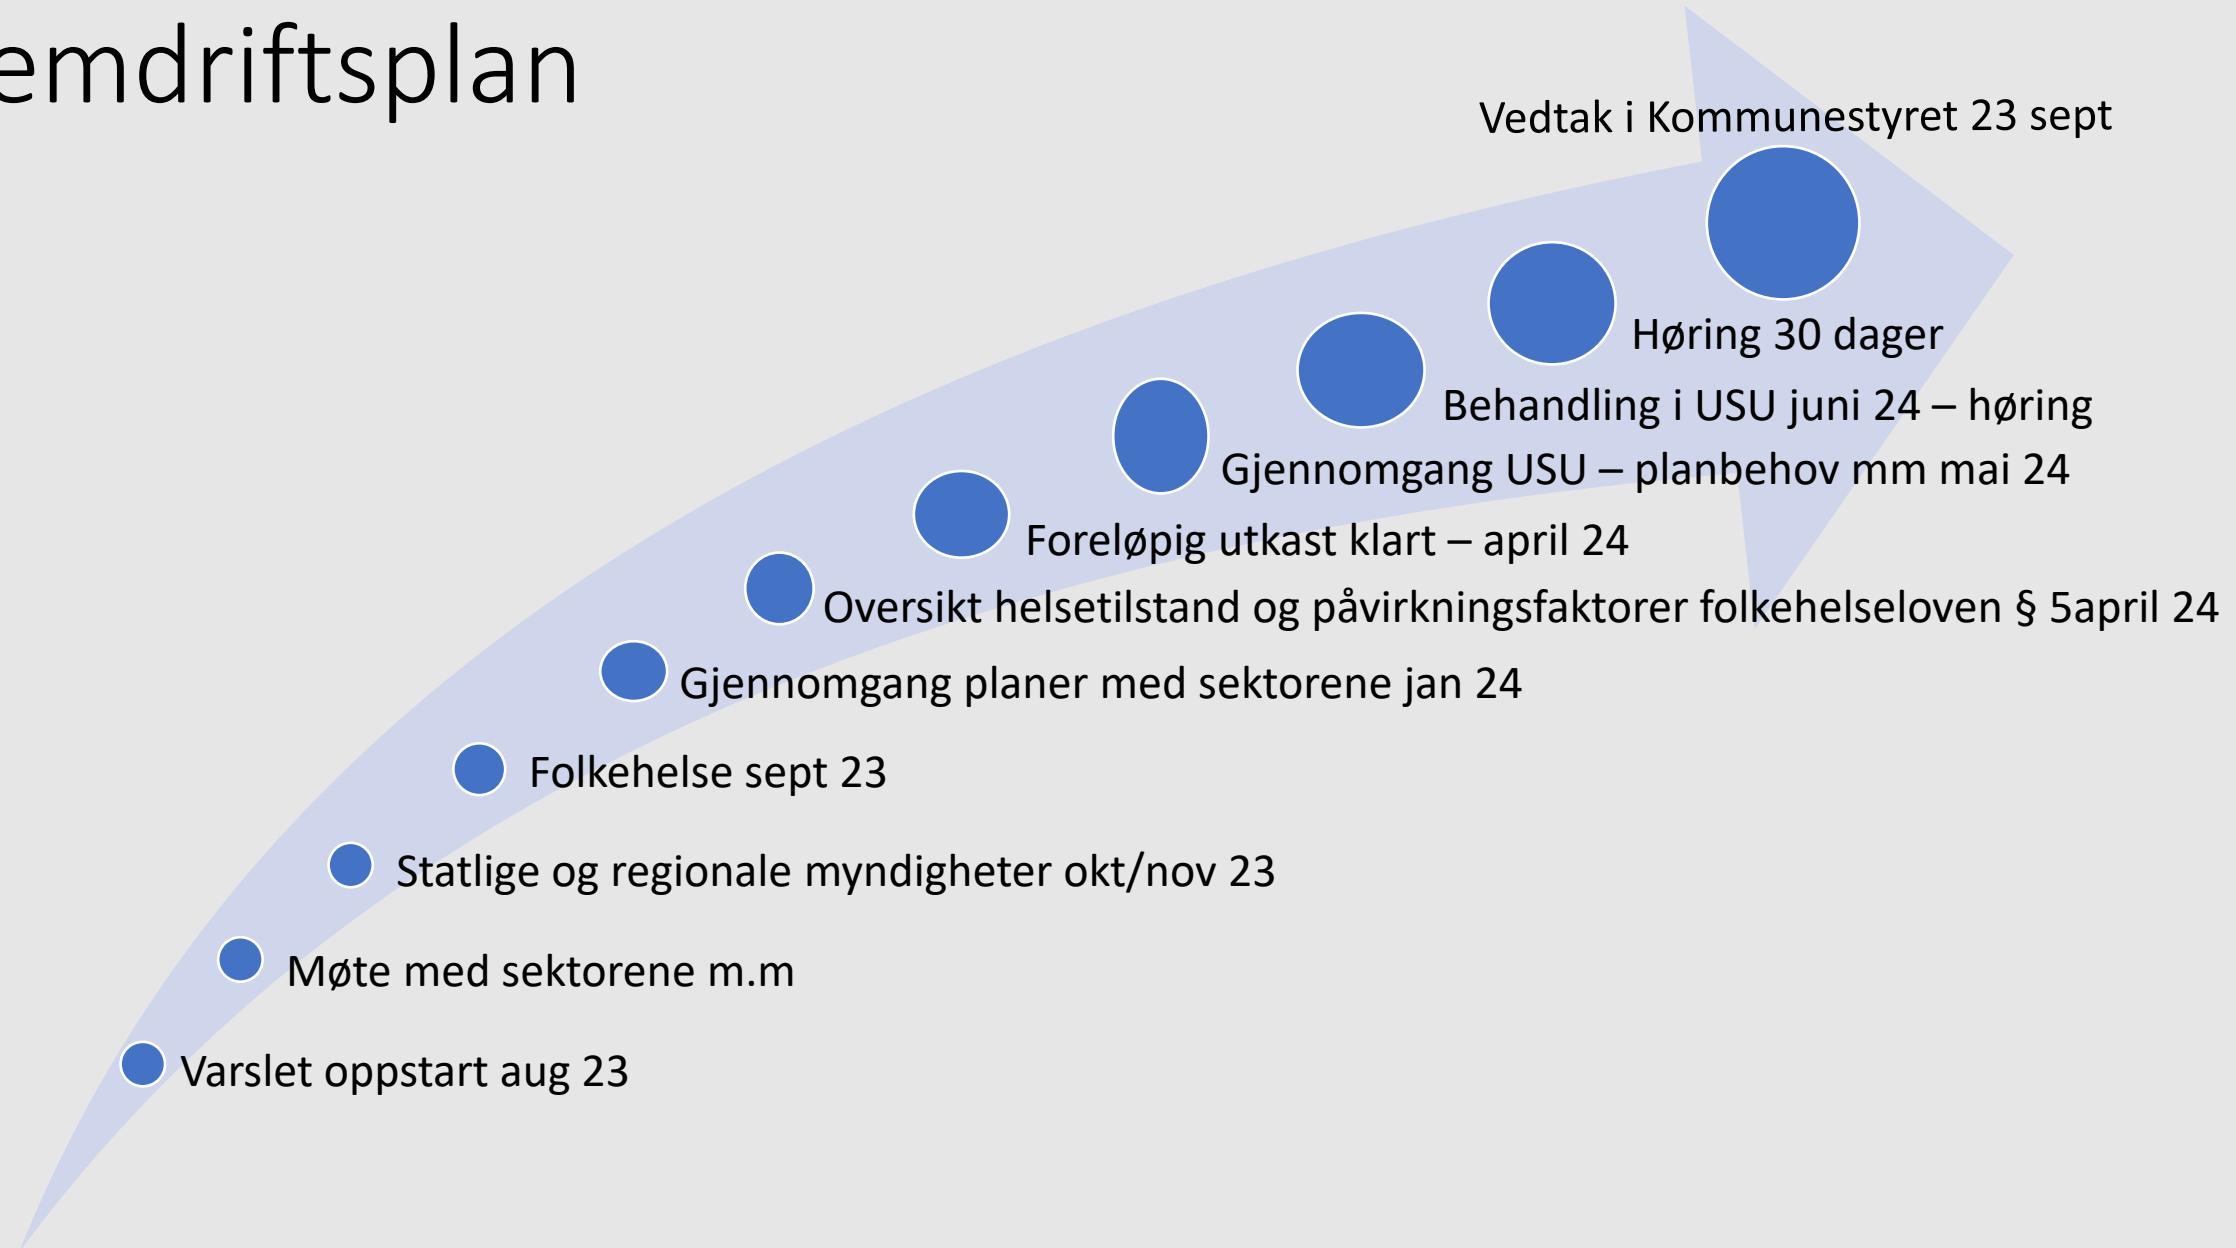 emdriftsplan
Vedtak i Kommunestyret 23 sept
Høring 30 dager
Behandling i USU juni 24 – høring
Gjennomgang USU – planbehov mm mai 24
Foreløpig utkast klart – april 24
Oversikt helsetilstand og påvirkningsfaktorer folkehelseloven § 5april 24
Gjennomgang planer med sektorene jan 24
Folkehelse sept 23
Statlige og regionale myndigheter okt/nov 23
Møte med sektorene m.m
Varslet oppstart aug 23